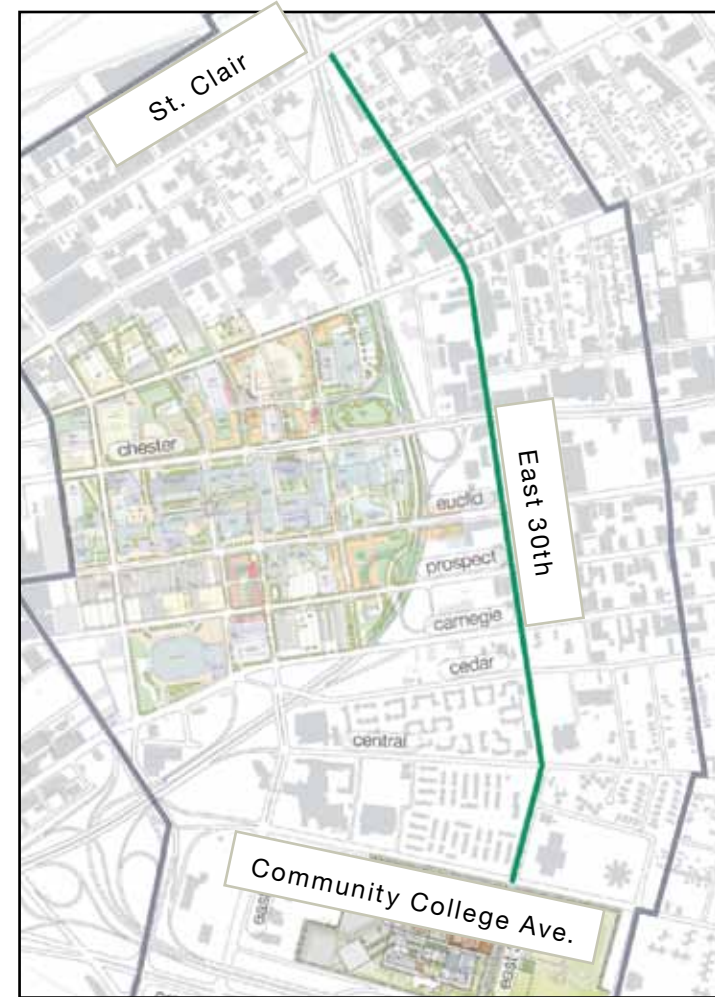 St. Clair
chester
East 30th
euclid
prospect
carnegie
cedar
central
Community College Ave.